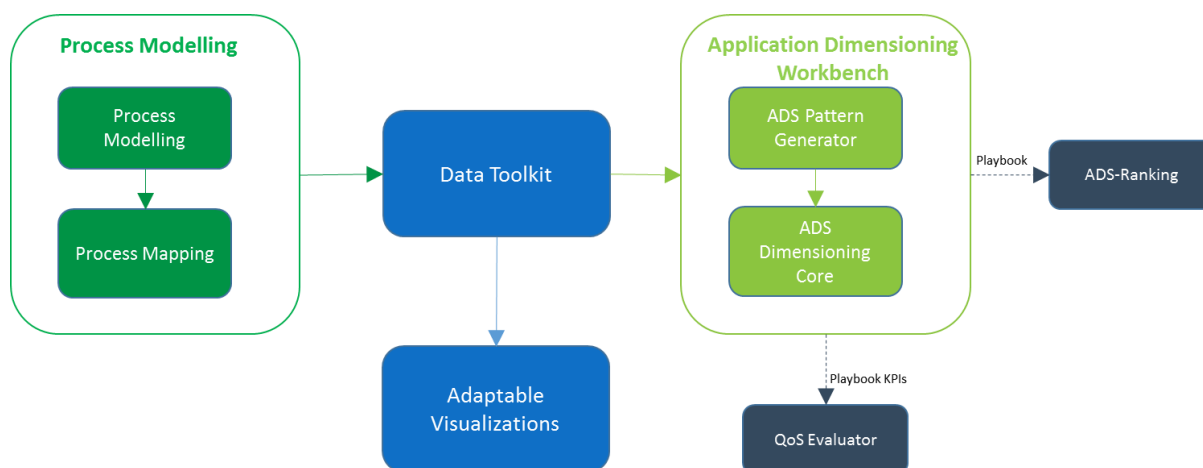 Process Modelling
Process
Modelling
Process Mapping
Data Toolkit
Adaptable
Visualizations
Application Dimensioning
Workbench
ADS Pattern
Generator
ADS
Dimensioning
Core
Playbook
ADS-Ranking
Playbook KPIs
QoS Evaluator